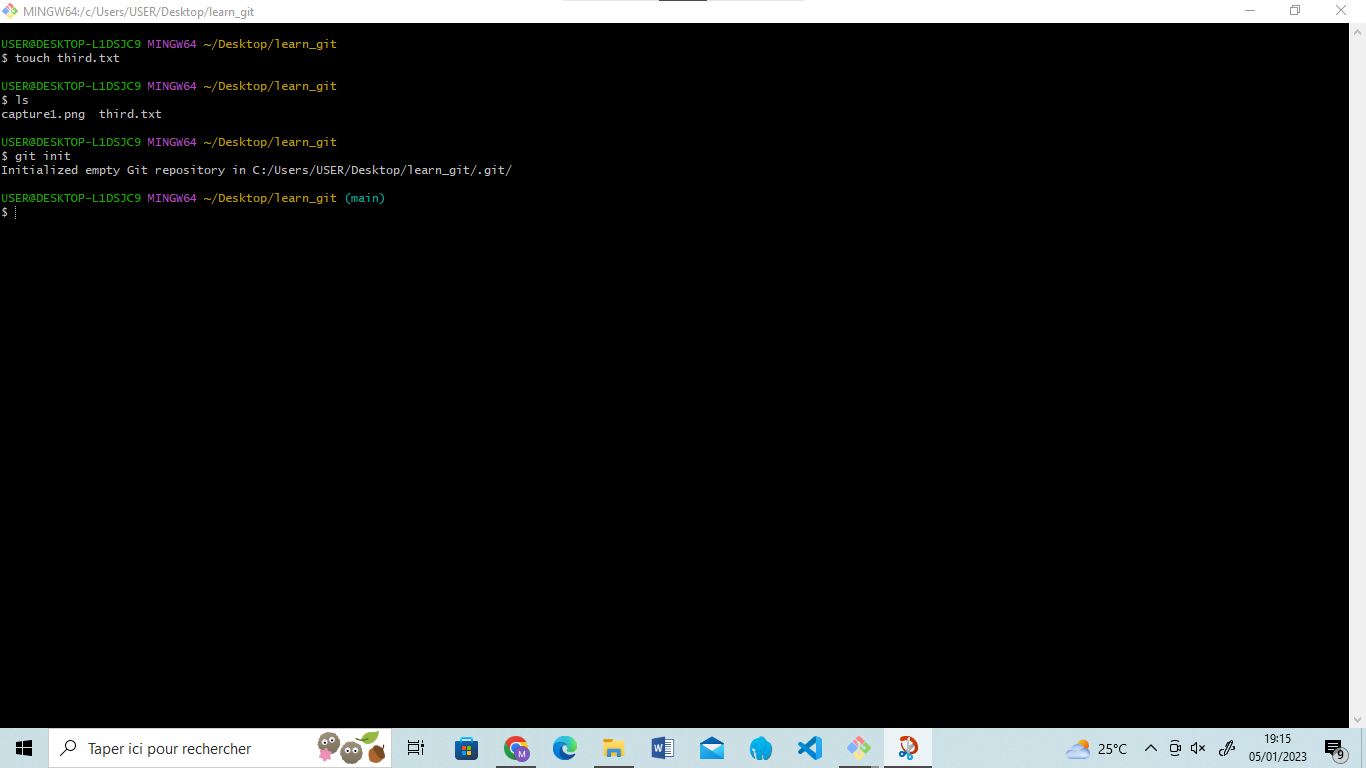 MINGW64:/c/Users/USER/Desktop/learn_git
USER@DESKTOP-L1DSJC9 MINGW64 ~/Desktop/learn_git
$ touch third.txt
USER@DESKTOP-L1DSJC9 MINGW64 ~/Desktop/learn_git
$ ls
capture1.png  third.txt
USER@DESKTOP-L1DSJC9 MINGW64 ~/Desktop/learn_git
$ git init
Initialized empty Git repository in C:/Users/USER/Desktop/learn_git/.git/
USER@DESKTOP-L1DSJC9 MINGW64 ~/Desktop/learn_git (main)
$
Taper ici pour rechercher
M
W
25°C
19:15
05/01/2023
9